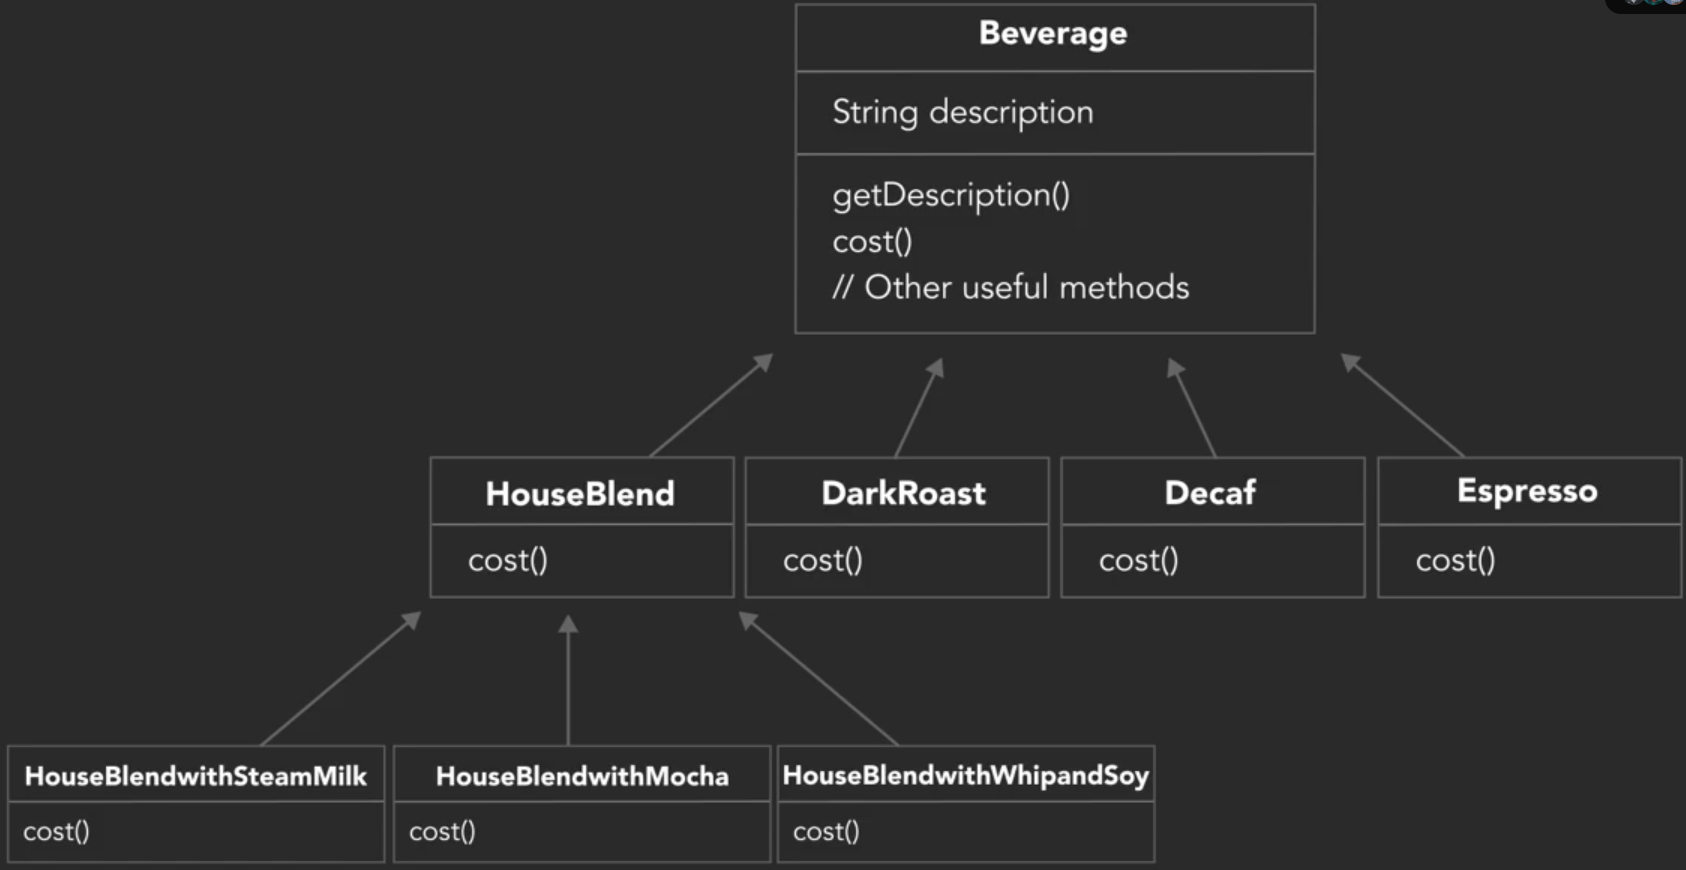 Beverage
String description
getDescription()
cost()
// Other useful methods
HouseBlend
cost()
DarkRoast
cost()
Decaf
cost()
Espresso
cost()
HouseBlendwithSteamMilk
cost()
HouseBlendwithMocha
cost()
HouseBlendwithWhipandSoy
cost()